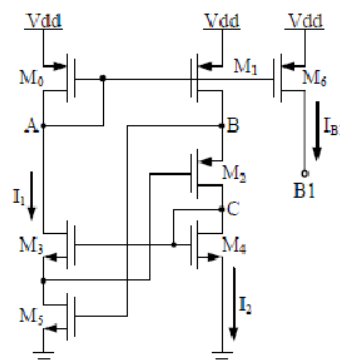 Vdd Vdd Vdd
M0 M1 M6
A B IB
M2 B1
I1 C
M3 M4
M5 I2